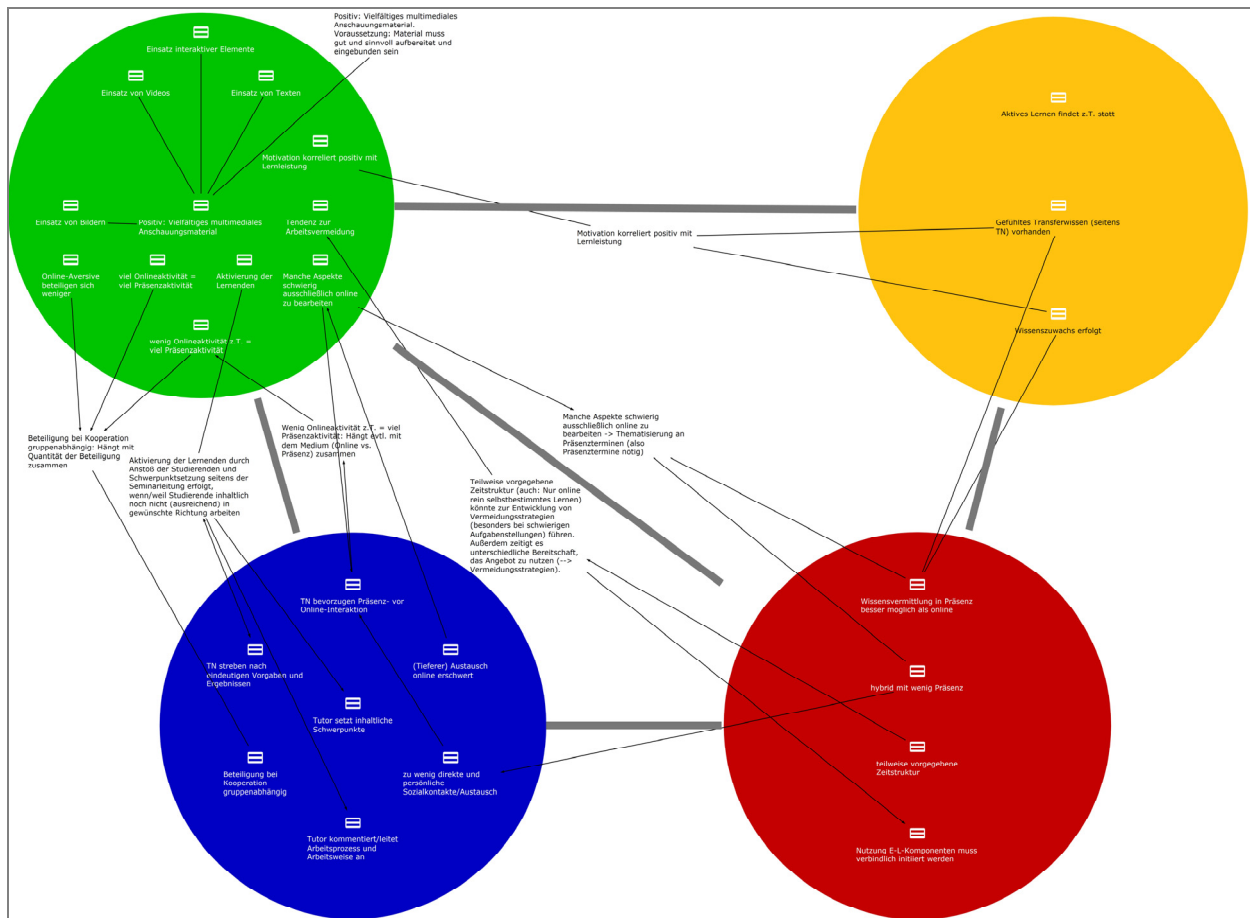 Einsatz interaktiver Elemente
Einsatz von Videos
Einsatz von Texten
Positiv: Vielfältiges multimediales
Anschauungmaterial.
Voraussetzung: Material muss
gut und sinnvoll aufbereitet und
eingebunden sein
Motivation korreliert positiv mit
Lernleistung
Einsatz von Bildern
Positiv: Vielfältiges multimediales
Anschauungsmaterial
Tendenz zur
Arbeitsvermeidung
Online-Aversive
beteiligen sich
weniger
viel Onlineaktivität =
viel Präsenzaktivität
Aktivierung der
Lernenden
Manche Aspekte
schwierig
ausschließlich online
zu bearbeiten
wenig Onlineaktivität z.T. =
viel Präsenzaktivität
Aktives Lernen findet z.T. statt
Gefühltes Transferwissen (seitens
TN) vorhanden
Wissenszuwachs erfolgt
Motivation korreliert positiv mit
Lernleistung
Beteiligung bei Kooperation
gruppenabhängig: Hängt mit
Quantität der Beteiligung
zusammen
Aktivierung der Lernenden durch
Anstoß der Studierenden und
Schwerpunktsetzung seitens der
Seminarleitung erfolgt,
wenn/weil Studierende inhaltlich
noch nicht (ausreichend) in
gewünschte Richtung arbeiten
Wenig Onlineaktivität z.T. = viel
Präsenzaktivität: Hängt evtl. mit
dem Medium (Online vs.
Präsenz) zusammen
Teilweise vorgegebene
Zeitstruktur (auch: Nur online
rein selbstbestimmtes Lernen)
könnte zur Entwicklung von
Vermeidungsstrategien
(besonders bei schwierigen
Aufgabenstellungen) führen.
Außerdem zeitigt es
unterschiedliche Bereitschaft,
das Angebot zu nutzen (-->
Vermeidungsstrategien).
Manche Aspekte schwierig
ausschließlich online zu
bearbeiten -> Thematisierung an
Präsenzterminen (also
Präsenztermine nötig)
TN bevorzugen Präsenz- vor
Online-Interaktion
TN streben nach
eindeutigen Vorgaben und
Ergebnissen
(Tieferer) Austausch
online erschwert
Tutor setzt inhaltliche
Schwerpunkte
Beteiligung bei
Kooperation
gruppenabhängig
zu wenig direkte und
persönliche
Sozialkontakte/Austausch
Tutor kommentiert/leitet
Arbeitsprozess und
Arbeitsweise an
Wissensvermittlung in Präsenz
besser möglich als online
hybrid mit wenig Präsenz
teilweise vorgegebene
Zeitstruktur
Nutzung E-L-Komponenten muss
verbindlich initiiert werden